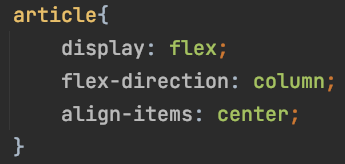 article{
    display: flex;
    flex-direction: column;
    align-items: center;
}